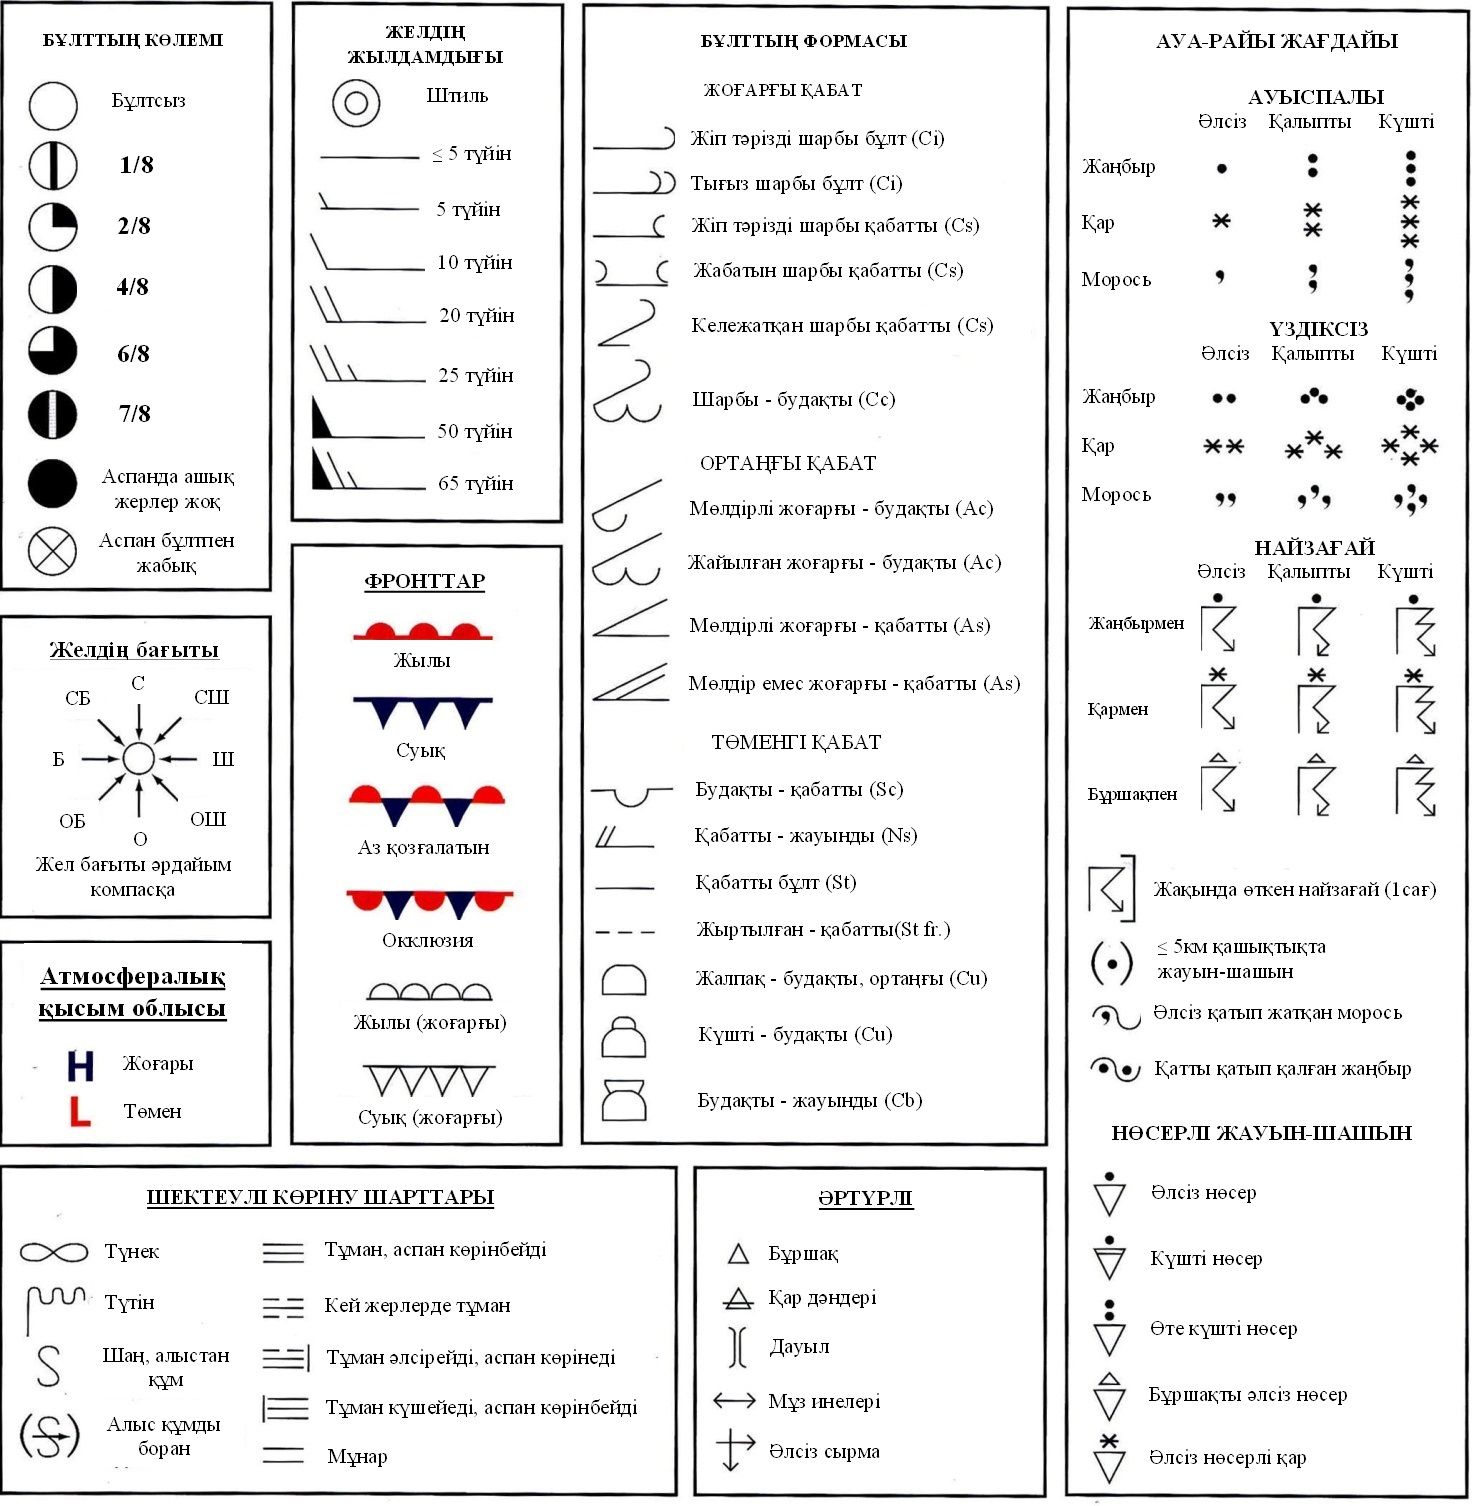 БҰЛТТЫҢ КӨЛЕМІ
Бұлтсыз
1/8
2/8
4/8
6/8
7/8
Аспанда ашық
жерлер жоқ
Аспан бұлтпен
жабық
Желдің бағыты
С
СБ
СШ
Б
Ш
ОБ
ОШ
О
Жел бағыты әрдайым
компасқа
Атмосфералық
қысым облысы
H Жоғары
L Төмен
ЖЕЛДІҢ
ЖЫЛДАМДЫҒЫ
Штиль
≤ 5 түйін
5 түйін
10 түйін
20 түйін
25 түйін
50 түйін
65 түйін
ФРОНТТАР
Жылы
Суық
Аз қозғалатын
Окклюзия
Жылы (жоғарғы)
Суық (жоғарғы)
БҰЛТТЫҢ ФОРМАСЫ
ЖОҒАРҒЫ ҚАБАТ
Жіп тәрізді шарбы бұлт (Ci)
Тығыз шарбы бұлт (Ci)
Жіп тәрізді шарбы қабатты (Cs)
Жабатын шарбы қабатты (Cs)
Кележатқан шарбы қабатты (Cs)
Шарбы - будақты (Cc)
ОРТАҢҒЫ ҚАБАТ
Мөлдірлі жоғарғы - будақты (Ac)
Жайылған жоғарғы - будақты (Ac)
Мөлдірлі жоғарғы - қабатты (As)
Мөлдір емес жоғарғы - қабатты (As)
ТӨМЕНГІ ҚАБАТ
Будақты - қабатты (Sc)
Қабатты - жауынды (Ns)
Қабатты бұлт (St)
Жыртылған - қабатты(St fr.)
Жалпақ - будақты, ортаңғы (Cu)
Күшті - будақты (Cu)
Будақты - жауынды (Cb)
АУА-РАЙЫ ЖАҒДАЙЫ
АУЫСПАЛЫ
Әлсіз Қалыпты Күшті
Жаңбыр
Қар
Морось
ҮЗДІКСІЗ
Әлсіз Қалыпты Күшті
Жаңбыр
Қар
Морось
НАЙЗАҒАЙ
Әлсіз Қалыпты Күшті
Жаңбырмен
Қармен
Бұршақпен
Жақында өткен найзағай (1сағ)
≤ 5км қашықтықта
жауын-шашын
Әлсіз қатып жатқан морось
Қатты қатып қалған жаңбыр
НӨСЕРЛІ ЖАУЫН-ШАШЫН
Әлсіз нөсер
Күшті нөсер
Өте күшті нөсер
Бұршақты әлсіз нөсер
Әлсіз нөсерлі қар
ШЕКТЕУЛІ КӨРІНУ ШАРТТАРЫ
Түнек
Түтін
Шаң, алыстан
құм
Алыс құмды
боран
Тұман, аспан көрінбейді
Кей жерлерде тұман
Тұман әлсірейді, аспан көрінеді
Тұман күшейеді, аспан көрінбейді
Мұнар
ӘРТҮРЛІ
Бұршақ
Қар дәндері
Дауыл
Мұз инелері
Әлсіз сырма